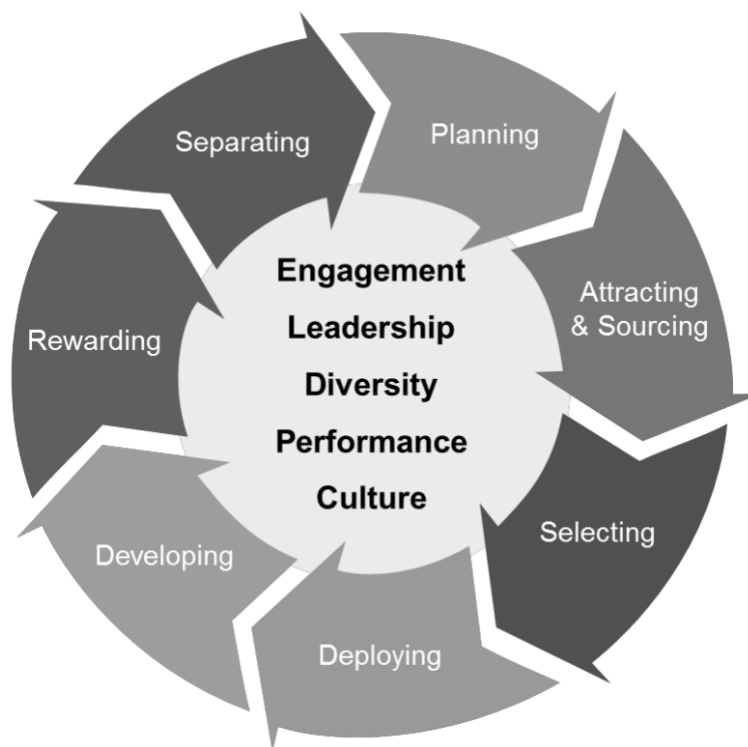 Separating
Planning
Attracting
& Sourcing
Selecting
Deploying
Developing
Rewarding
Engagement
Leadership
Diversity
Performance
Culture